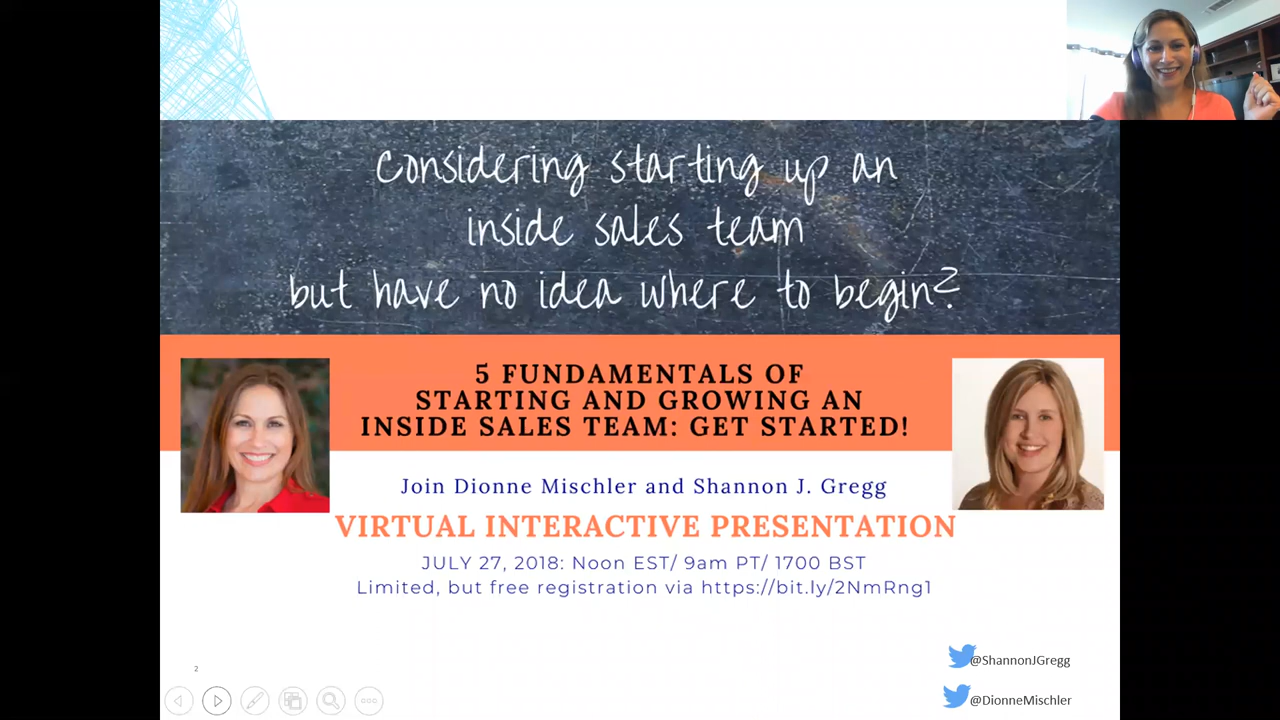 Considering starting up an
inside sales team
but have no idea where to begin?
5 FUNDAMENTALS OF
STARTING AND GROWING AN
INSIDE SALES TEAM: GET STARTED!
Join Dionne Mischler and Shannon J. Gregg
VIRTUAL INTERACTIVE PRESENTATION
JULY 27, 2018: Noon EST/ 9am PT/ 1700 BST
Limited, but free registration via https://bit.ly/2NmRng1
@ShannonJGregg
2
@DionneMischler